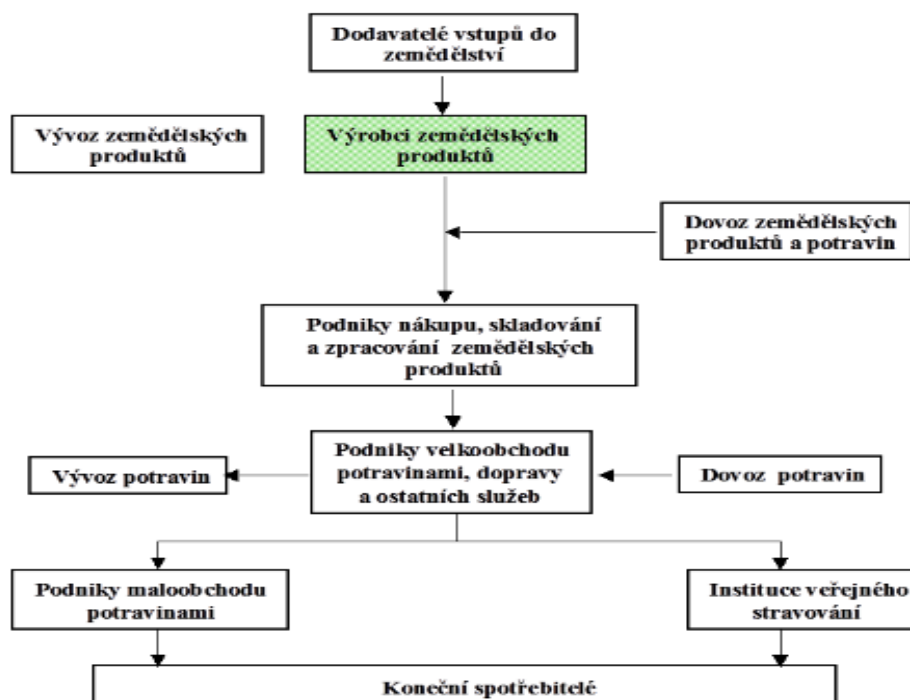 Dodavatelé vstupů do
zemědělství
Vývoz zemědělských
produktů
Výrobci zemědělských
produktů
Dovoz zemědělských
produktů a potravin
Podniky nákupu, skladování
a zpracování zemědělských
produktů
Podniky velkoobchodu
potravinami, dopravy
a ostatních služeb
Vývoz potravin
Dovoz potravin
Podniky maloobchodu
potravinami
Instituce veřejného
stravování
Koneční spotřebitelé